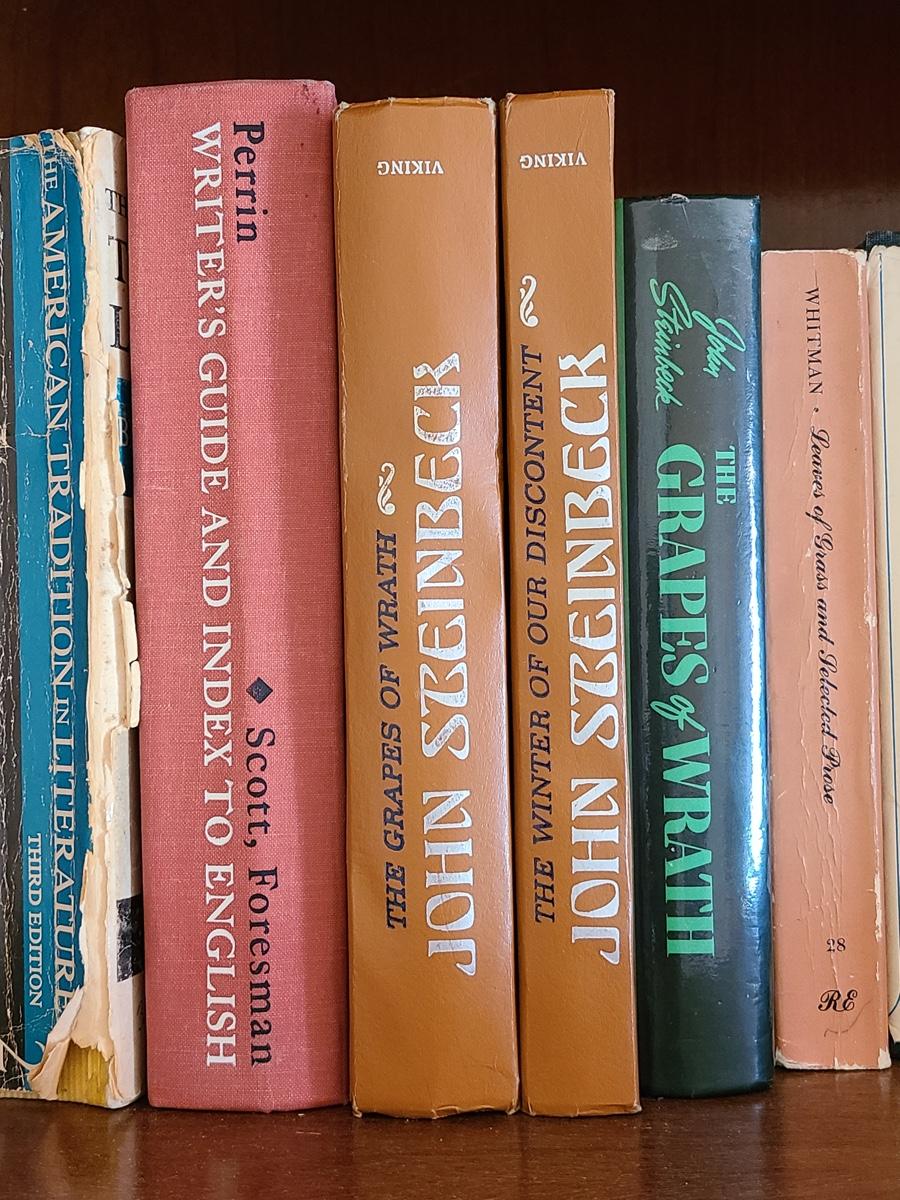 THE AMERICAN TRADITION IN LITERATURE
THIRD EDITION
Perrin
WRITER'S GUIDE AND INDEX TO ENGLISH
Scott, Foresman
VIKING
THE GRAPES OF WRATH
JOHN STEINBECK
VIKING
THE WINTER OF OUR DISCONTENT
JOHN STEINBECK
John
Steinbeck
THE
GRAPES of WRATH
WHITMAN • Leaves of Grass and Selected Prose
28
RE